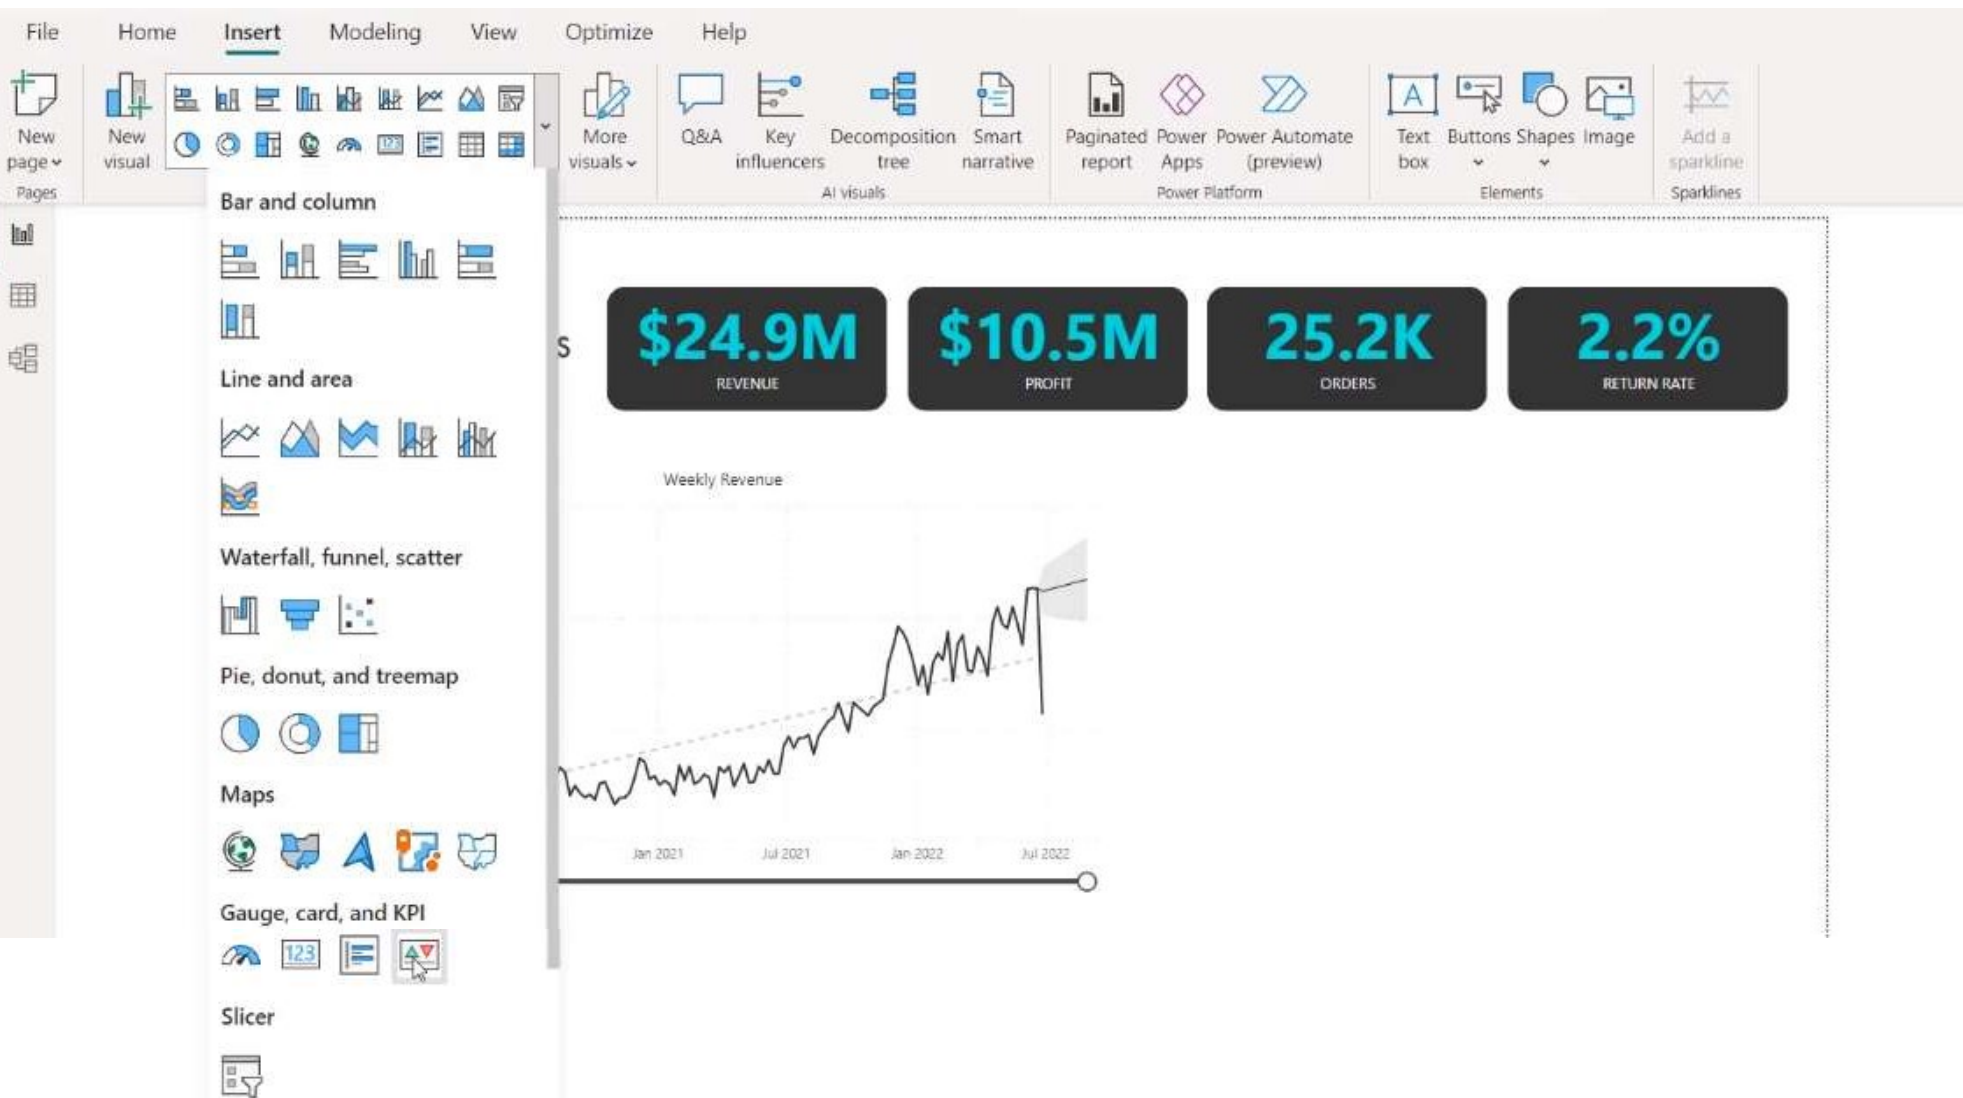 File Home Insert Modeling View Optimize Help
New page
New visual
More visuals
Q&A
Key influencers
Decomposition tree
Smart narrative
Paginated report
Power Apps
Power Automate (preview)
Text box
Buttons
Shapes
Image
Add a sparkline
Pages
AI visuals
Power Platform
Elements
Sparklines
Bar and column
Line and area
Waterfall, funnel, scatter
Pie, donut, and treemap
Maps
Gauge, card, and KPI
123
Slicer
S
$24.9M
REVENUE
$10.5M
PROFIT
25.2K
ORDERS
2.2%
RETURN RATE
Weekly Revenue
Jan 2021 Jul 2021 Jan 2022 Jul 2022